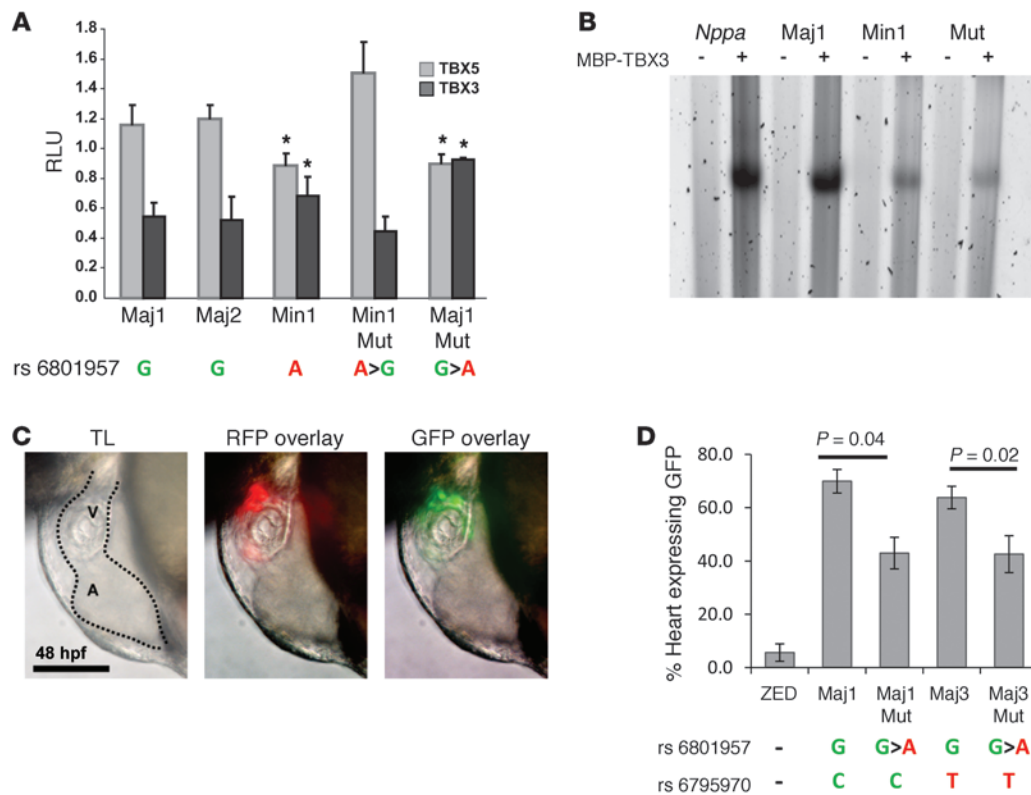 A
1.8
1.6
1.4
1.2
1.0
0.8
0.6
0.4
0.2
0.0
RLU
TBX5
TBX3
* * * *
Maj1 Maj2 Min1 Min1 Mut Maj1 Mut
rs 6801957 G G A A>G G>A
B
Nppa Maj1 Min1 Mut
MBP-TBX3 - + - + - + - +
C
TL RFP overlay GFP overlay
V
A
48 hpf
D
% Heart expressing GFP
80.0
60.0
40.0
20.0
0.0
P = 0.04
P = 0.02
ZED Maj1 Maj1 Mut Maj3 Maj3 Mut
rs 6801957 - G G>A G G>A
rs 6795970 - C C T T